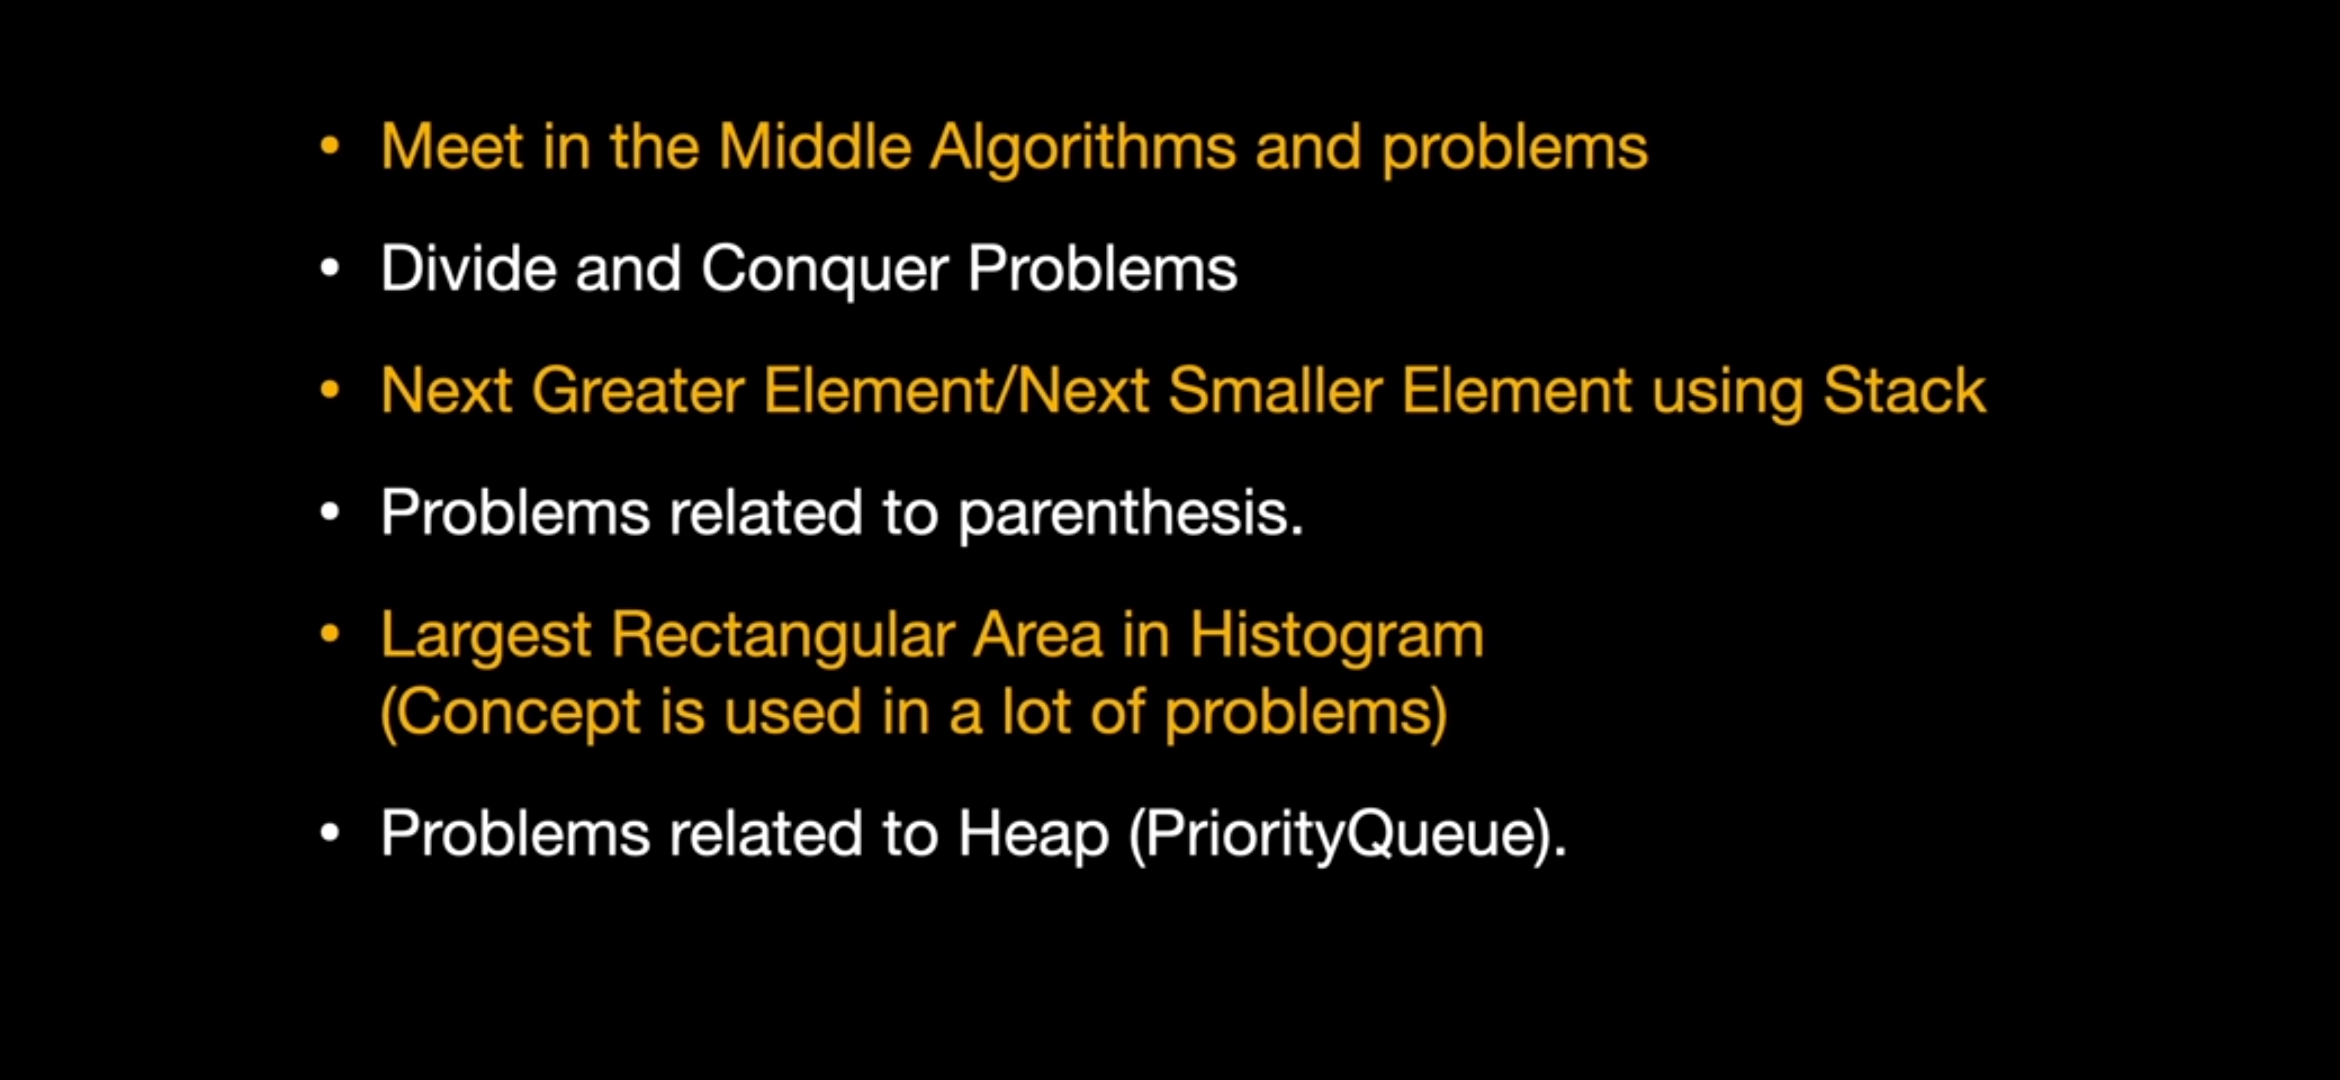 • Meet in the Middle Algorithms and problems
• Divide and Conquer Problems
• Next Greater Element/Next Smaller Element using Stack
• Problems related to parenthesis.
• Largest Rectangular Area in Histogram
(Concept is used in a lot of problems)
• Problems related to Heap (PriorityQueue).